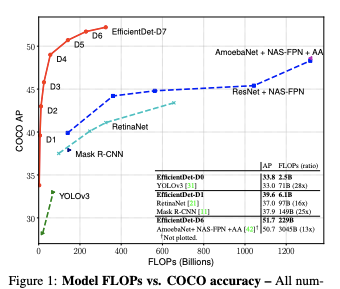 COCO AP
50
45
40
35
30
D6
EfficientDet-D7
D5
D4
D3
D2
D1
AmoebaNet + NAS-FPN + AA
ResNet + NAS-FPN
RetinaNet
Mask R-CNN
YOLOv3
AP FLOPs (ratio)
EfficientDet-D0 33.8 2.5B
YOLOv3 [31] 33.0 71B (28x)
EfficientDet-D1 39.6 6.1B
RetinaNet [21] 37.0 97B (16x)
Mask R-CNN [11] 37.9 149B (25x)
EfficientDet-D6 51.7 229B
AmoebaNet+ NAS-FPN +AA [42]† 50.7 3045B (13x)
†Not plotted.
0 200 400 600 800 1000 1200
FLOPs (Billions)
Figure 1: Model FLOPs vs. COCO accuracy – All num-